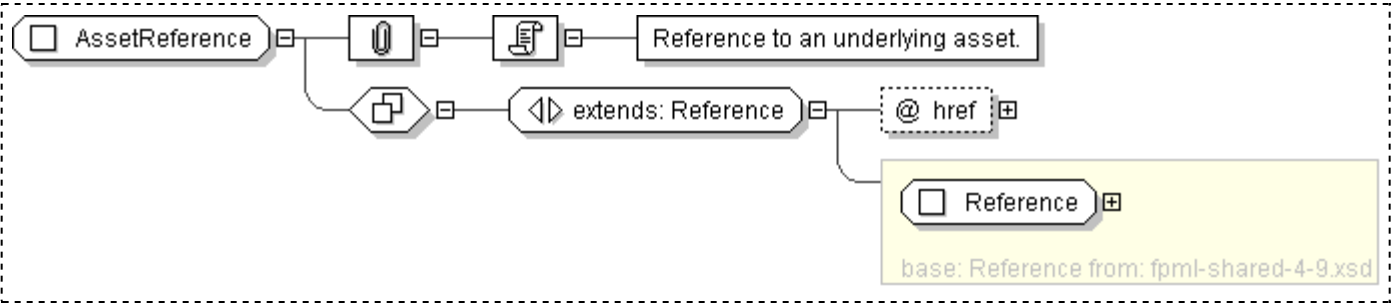 AssetReference
Reference to an underlying asset.
extends: Reference
@ href
Reference
base: Reference from: fpml-shared-4-9.xsd